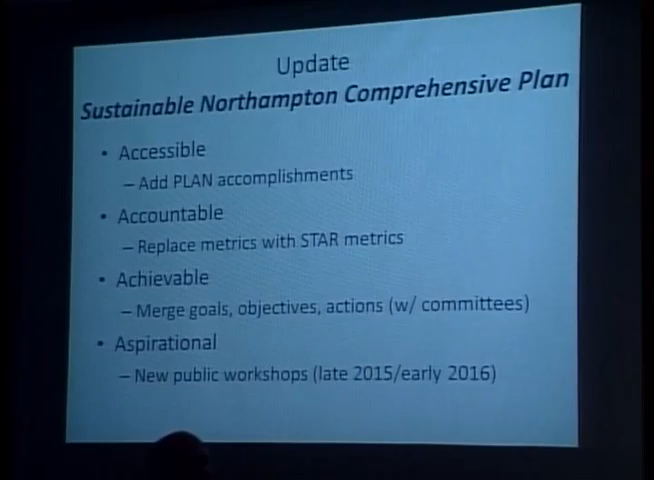 Update
Sustainable Northampton Comprehensive Plan
• Accessible
– Add PLAN accomplishments
• Accountable
– Replace metrics with STAR metrics
• Achievable
– Merge goals, objectives, actions (w/ committees)
• Aspirational
– New public workshops (late 2015/early 2016)